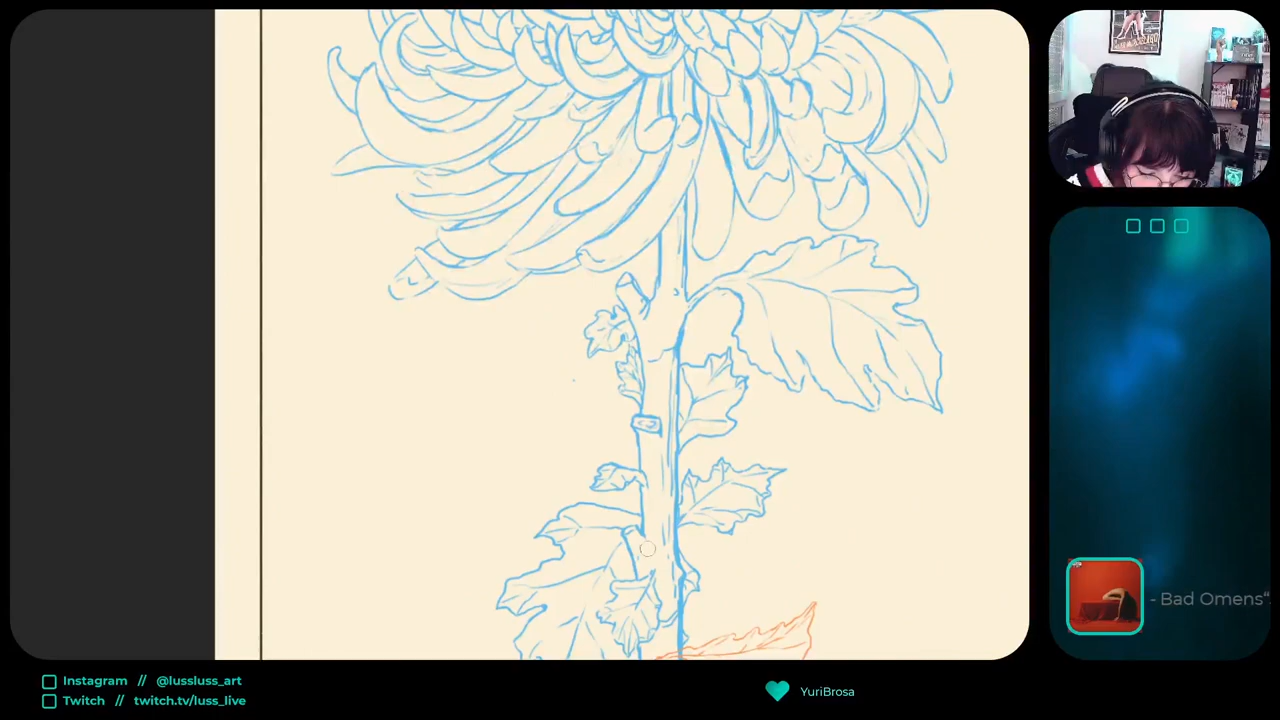 - Bad Omens“
Instagram // @lussluss_art
Twitch // twitch.tv/luss_live
YuriBrosa